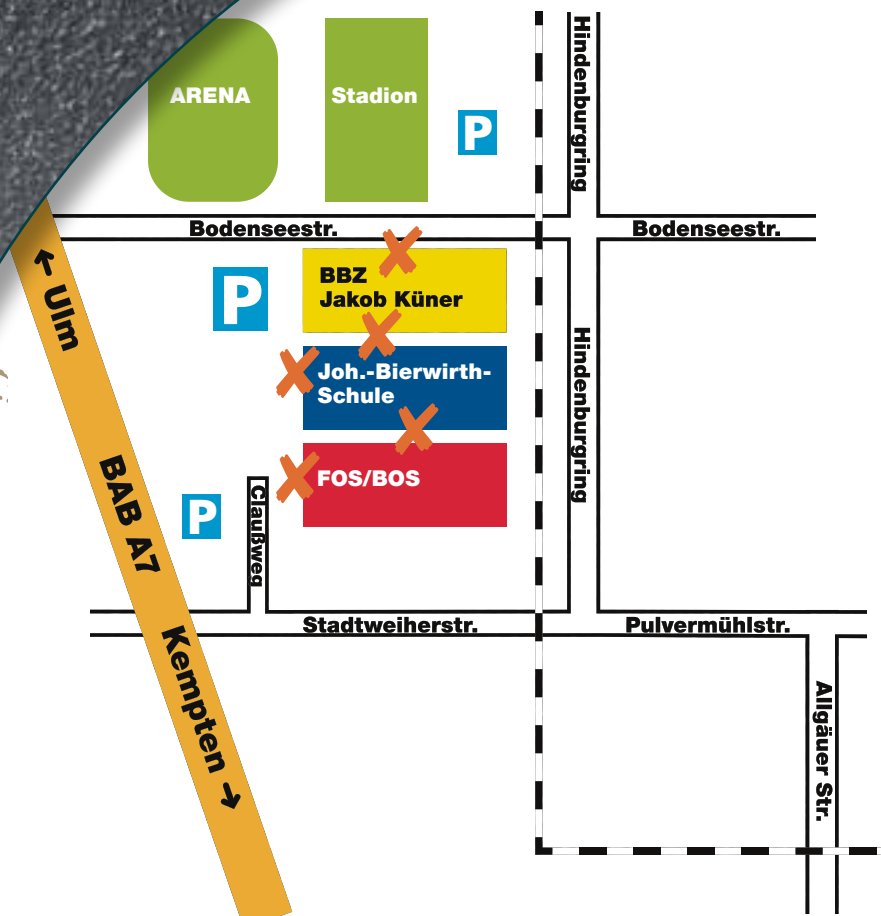 ARENA
Stadion
P
Hindenburgring
Bodenseestr.
Bodenseestr.
BBZ
Jakob Küner
P
Ulm
Joh.-Bierwirth-
Schule
Hindenburgring
FOS/BOS
P
Claußweg
BAB A7
Stadtweiherstr.
Pulvermühlstr.
Kempten
Allgäuer Str.